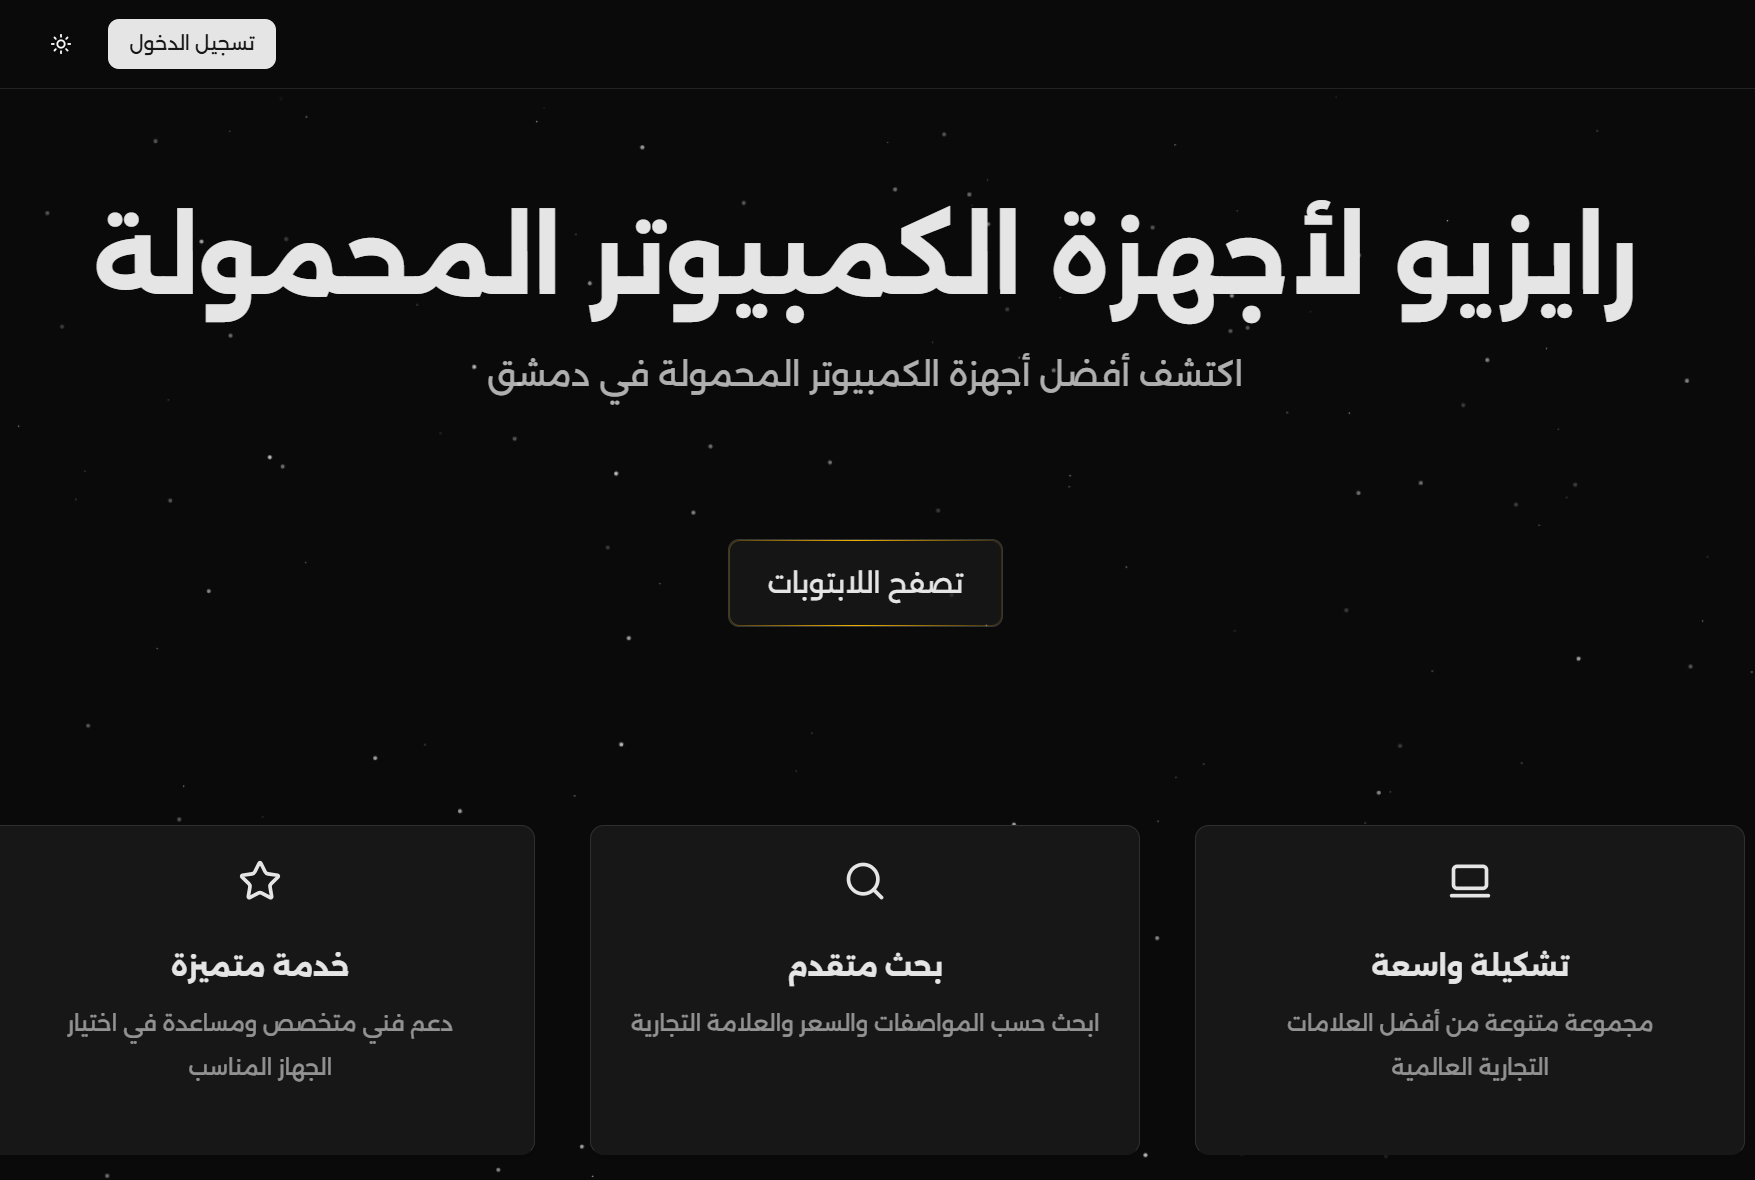 تسجيل الدخول
رايزيو لأجهزة الكمبيوتر المحمولة
اكتشف أفضل أجهزة الكمبيوتر المحمولة في دمشق
تصفح اللابتوبات
تشكيلة واسعة
مجموعة متنوعة من أفضل العلامات
التجارية العالمية
بحث متقدم
ابحث حسب المواصفات والسعر والعلامة التجارية
خدمة متميزة
دعم فني متخصص ومساعدة في اختيار
الجهاز المناسب